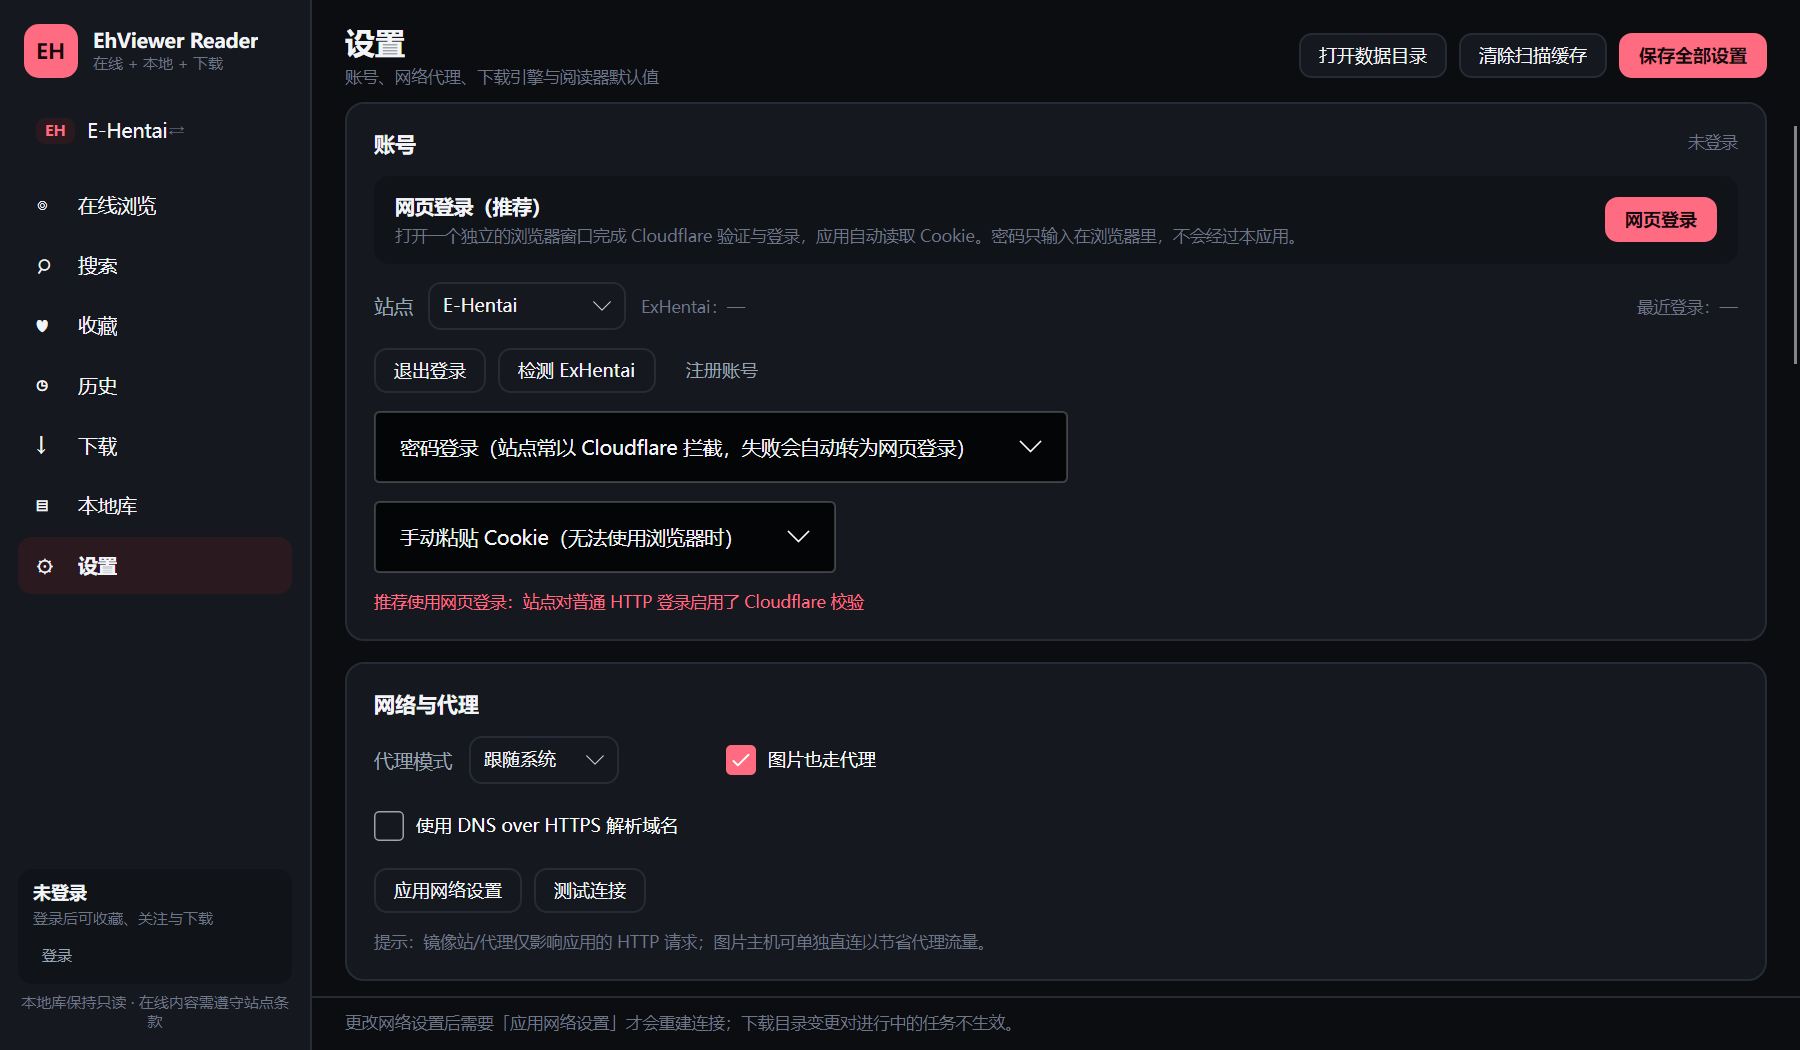 EH
EhViewer Reader
在线 + 本地 + 下载
EH E-Hentai
在线浏览
搜索
收藏
历史
下载
本地库
设置
未登录
登录后可收藏、关注与下载
登录
本地库保持只读 · 在线内容需遵守站点条
款
设置
账号、网络代理、下载引擎与阅读器默认值
打开数据目录
清除扫描缓存
保存全部设置
账号
未登录
网页登录（推荐）
打开一个独立的浏览器窗口完成 Cloudflare 验证与登录，应用自动读取 Cookie。密码只输入在浏览器里，不会经过本应用。
网页登录
站点 E-Hentai ExHentai：— 最近登录：—
退出登录 检测 ExHentai 注册账号
密码登录（站点常以 Cloudflare 拦截，失败会自动转为网页登录）
手动粘贴 Cookie（无法使用浏览器时）
推荐使用网页登录：站点对普通 HTTP 登录启用了 Cloudflare 校验
网络与代理
代理模式 跟随系统 图片也走代理
使用 DNS over HTTPS 解析域名
应用网络设置 测试连接
提示：镜像站/代理仅影响应用的 HTTP 请求；图片主机可单独直连以节省代理流量。
更改网络设置后需要「应用网络设置」才会重建连接；下载目录变更对进行中的任务不生效。